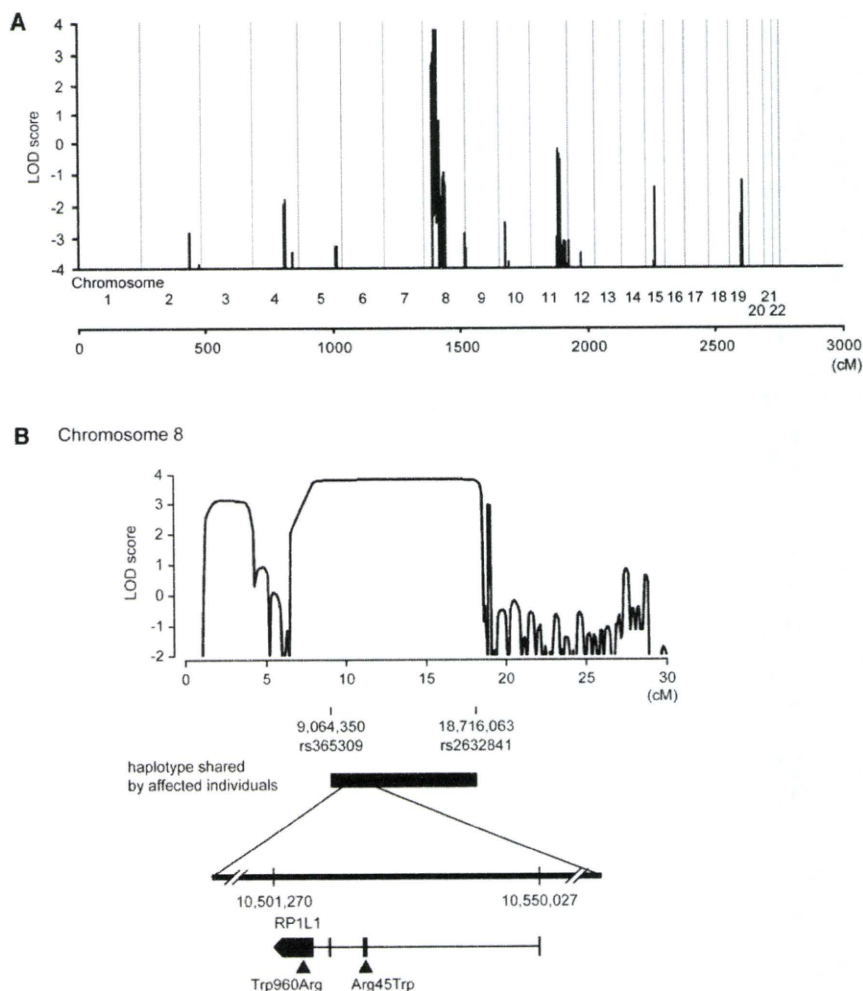 A
LOD score
4
3
2
1
0
-1
-2
-3
-4
Chromosome
1 2 3 4 5 6 7 8 9 10 11 12 13 14 15 16 17 18 19 20 21 22
0 500 1000 1500 2000 2500 3000
(cM)
B Chromosome 8
LOD score
4
3
2
1
0
-1
-2
0 5 10 15 20 25 30
(cM)
9,064,350 18,716,063
rs365309 rs2632841
haplotype shared
by affected individuals
10,501,270 10,550,027
RP1L1
Trp960Arg Arg45Trp